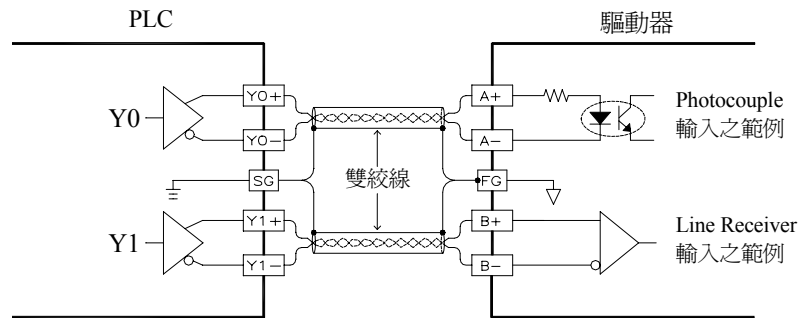 PLC
驅動器
Y0
Y0+
Y0-
A+
A-
Photocouple
輸入之範例
SG
雙絞線
FG
Y1
Y1+
Y1-
B+
B-
Line Receiver
輸入之範例